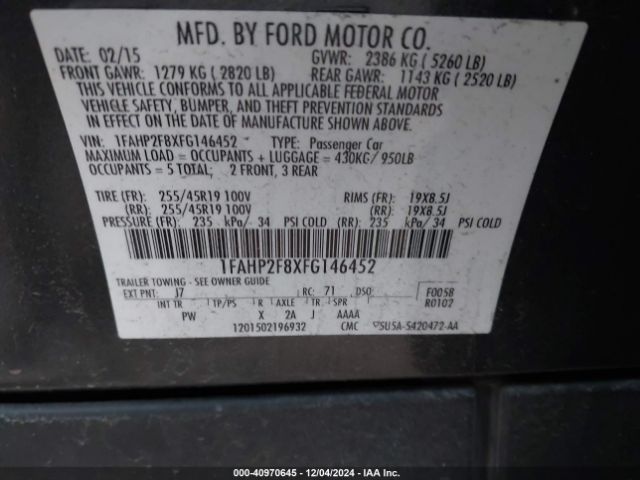 MFD. BY FORD MOTOR CO.
DATE: 02/15 GVWR: 2386 KG ( 5260 LB)
FRONT GAWR: 1279 KG ( 2820 LB) REAR GAWR: 1143 KG ( 2520 LB)
THIS VEHICLE CONFORMS TO ALL APPLICABLE FEDERAL MOTOR
VEHICLE SAFETY, BUMPER, AND THEFT PREVENTION STANDARDS
IN EFFECT ON THE DATE OF MANUFACTURE SHOWN ABOVE.
VIN: 1FAHP2F8XFG146452 TYPE: Passenger Car
MAXIMUM LOAD = OCCUPANTS + LUGGAGE = 430KG/ 950LB
OCCUPANTS = 5 TOTAL; 2 FRONT, 3 REAR
TIRE (FR): 255/45R19 100V RIMS (FR): 19X8.5J
(RR): 255/45R19 100V (RR): 19X8.5J
PRESSURE (FR): 235 kPa/ 34 PSI COLD (RR): 235 kPa/ 34 PSI COLD
1FAHP2F8XFG146452
TRAILER TOWING - SEE OWNER GUIDE
EXT PNT: J7 RC: 71 DSO: F0058
INT TR TP/PS R AXLE TR SPR R0102
PW X 2A J AAAA
1201502196932 CMC 5U5A-5420472-AA
000-40970645 - 12/04/2024 - IAA Inc.